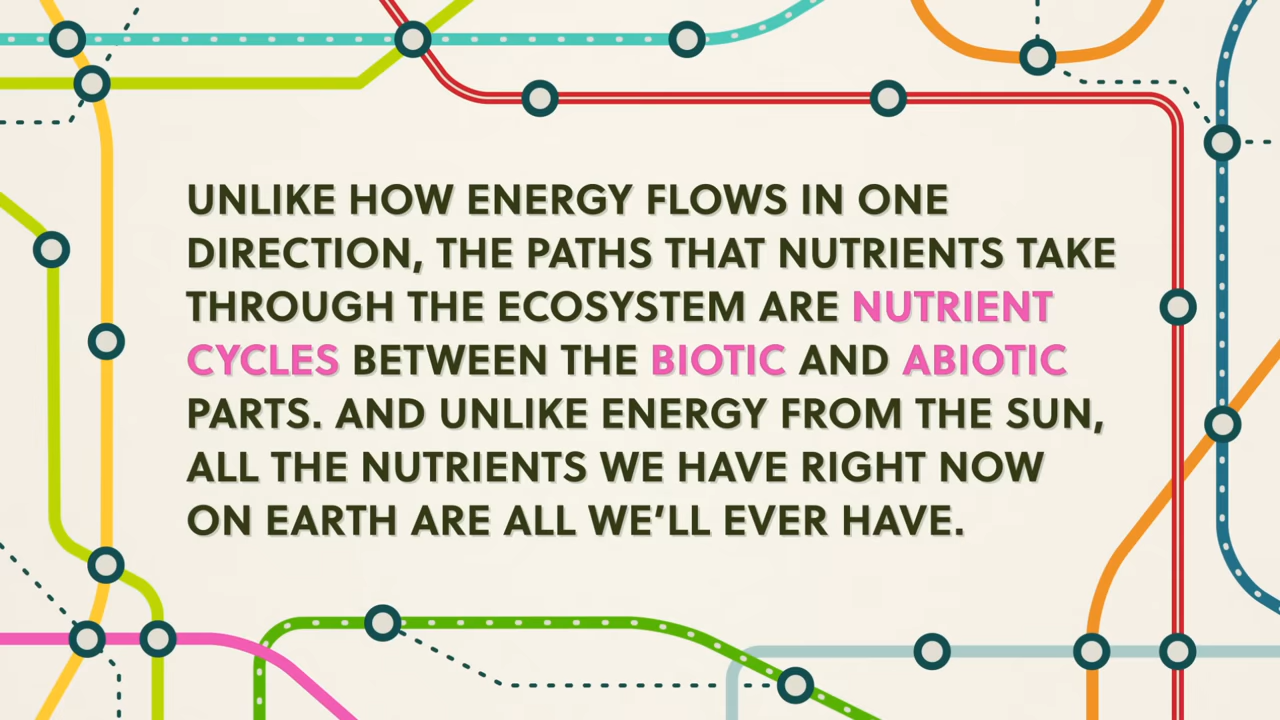 UNLIKE HOW ENERGY FLOWS IN ONE
DIRECTION, THE PATHS THAT NUTRIENTS TAKE
THROUGH THE ECOSYSTEM ARE NUTRIENT
CYCLES BETWEEN THE BIOTIC AND ABIOTIC
PARTS. AND UNLIKE ENERGY FROM THE SUN,
ALL THE NUTRIENTS WE HAVE RIGHT NOW
ON EARTH ARE ALL WE’LL EVER HAVE.